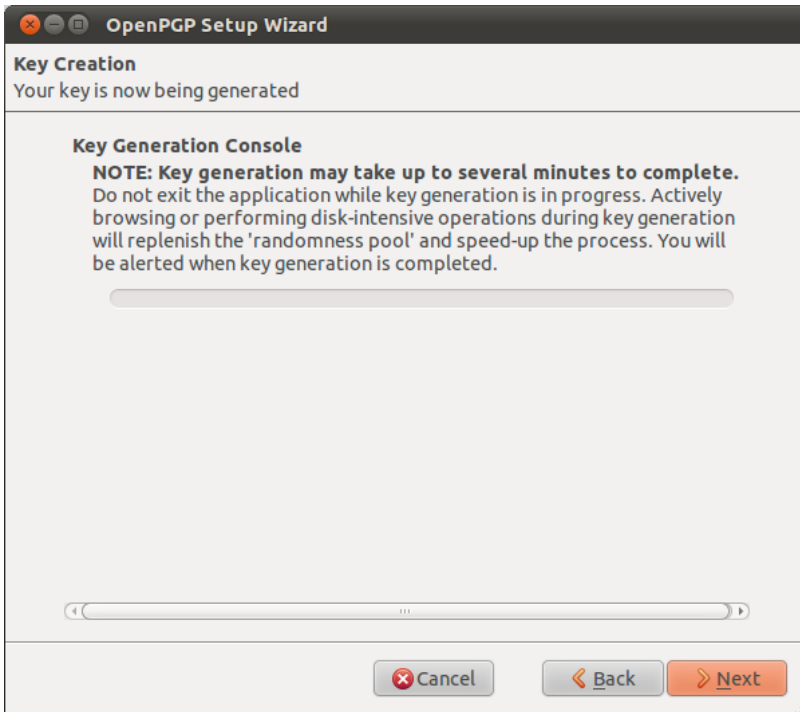 OpenPGP Setup Wizard
Key Creation
Your key is now being generated
Key Generation Console
NOTE: Key generation may take up to several minutes to complete.
Do not exit the application while key generation is in progress. Actively
browsing or performing disk-intensive operations during key generation
will replenish the 'randomness pool' and speed-up the process. You will
be alerted when key generation is completed.
Cancel
Back
Next